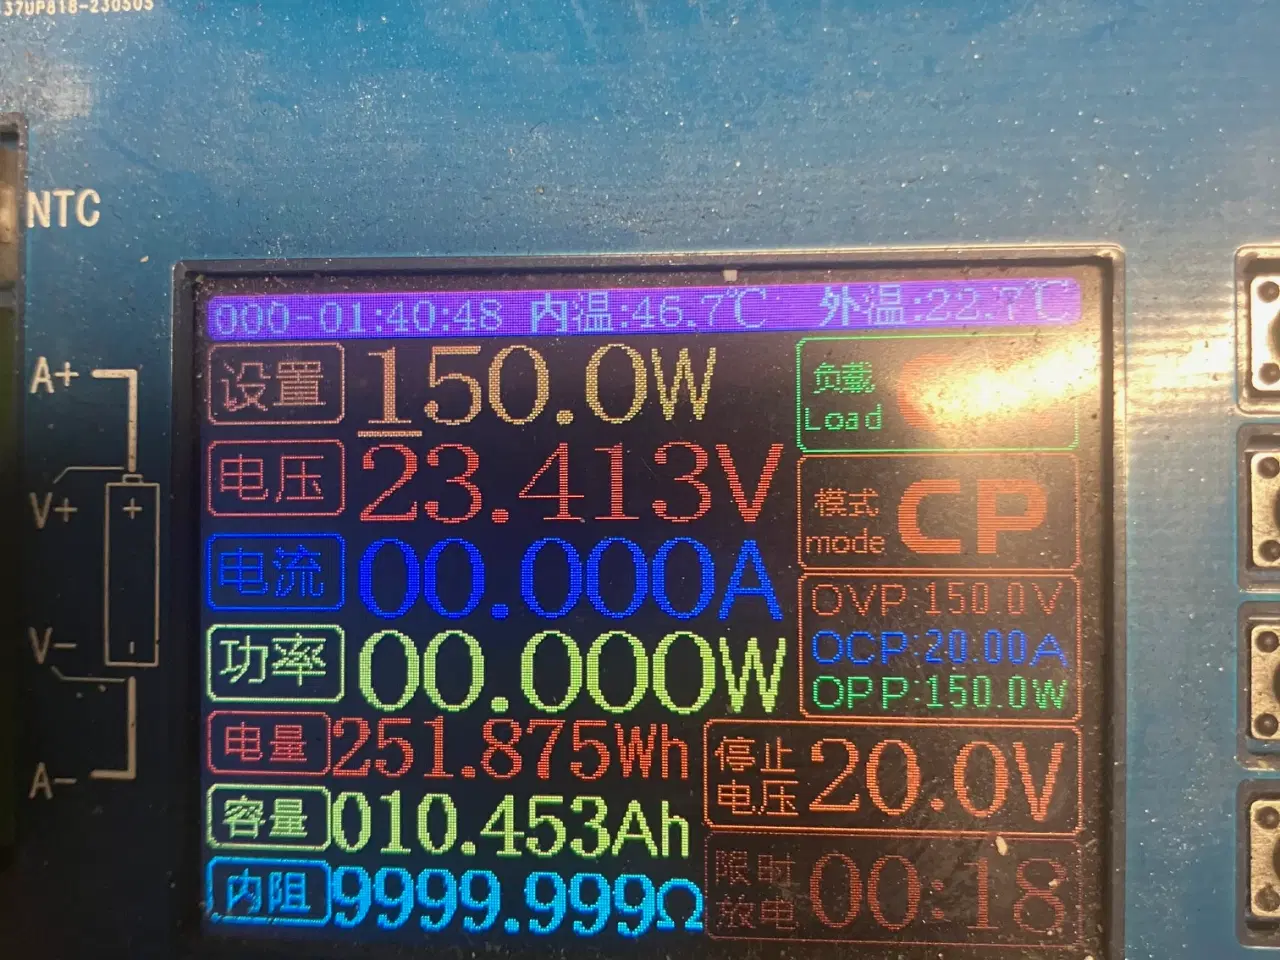 37UP818-230505
NTC
A+
V+
+
V-
-
A-
000-01:40:48 内温:46.7℃ 外温:22.7℃
设置 150.0W
负载
Load
电压 23.413V
模式
mode CP
电流 00.000A
OVP:150.0V
OCP:20.00A
OPP:150.0W
功率 00.000W
电量 251.875Wh
停止
电压 20.0V
容量 010.453Ah
内阻 9999.999Ω
限时
放电 00:18